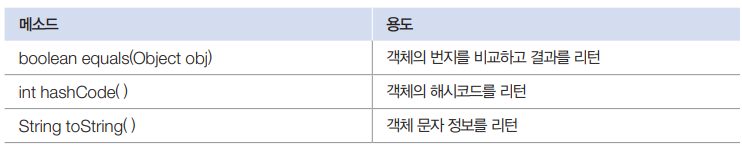 메소드 용도
boolean equals(Object obj) 객체의 번지를 비교하고 결과를 리턴
int hashCode( ) 객체의 해시코드를 리턴
String toString( ) 객체 문자 정보를 리턴